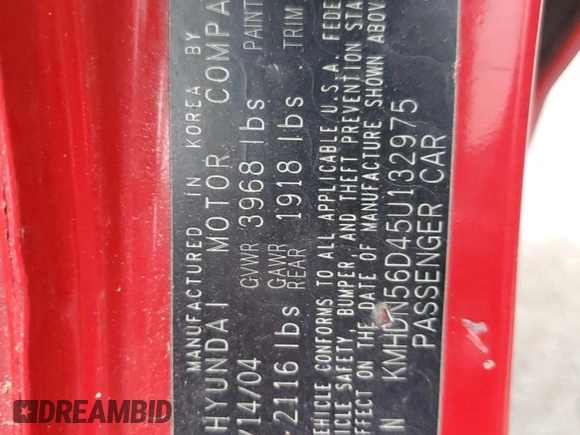 MANUFACTURED IN KOREA BY
HYUNDAI MOTOR COMPA
/14/04 GVWR 3968 lbs PAINT
2116 lbs GAWR REAR 1918 lbs TRIM
VEHICLE CONFORMS TO ALL APPLICABLE U.S.A. FEDE
SAFETY, BUMPER, AND THEFT PREVENTION STA
EFFECT ON THE DATE OF MANUFACTURE SHOWN ABOV
N KMHDN56D45U132975
PASSENGER CAR
DREAMBID